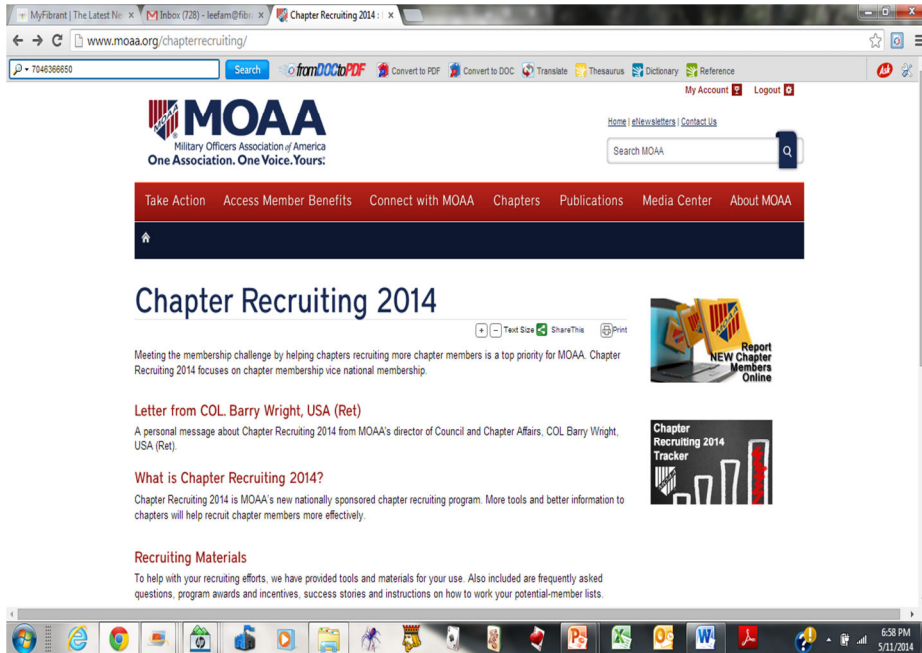 MyFibrant | The Latest Ne
Inbox (728) - leefam@fibr
Chapter Recruiting 2014 :
www.moaa.org/chapterrecruiting/
7046366650
Search
fromDOCtoPDF
Convert to PDF
Convert to DOC
Translate
Thesaurus
Dictionary
Reference
Ask
My Account
Logout
MOAA
Military Officers Association of America
One Association. One Voice. Yours.
Home | eNewsletters | Contact Us
Search MOAA
Take Action Access Member Benefits Connect with MOAA Chapters Publications Media Center About MOAA
Chapter Recruiting 2014
+ - Text Size ShareThis Print
Meeting the membership challenge by helping chapters recruiting more chapter members is a top priority for MOAA. Chapter
Recruiting 2014 focuses on chapter membership vice national membership.
Report
NEW Chapter
Members
Online
Letter from COL. Barry Wright, USA (Ret)
A personal message about Chapter Recruiting 2014 from MOAA's director of Council and Chapter Affairs, COL Barry Wright,
USA (Ret).
Chapter
Recruiting 2014
Tracker
What is Chapter Recruiting 2014?
Chapter Recruiting 2014 is MOAA's new nationally sponsored chapter recruiting program. More tools and better information to
chapters will help recruit chapter members more effectively.
Recruiting Materials
To help with your recruiting efforts, we have provided tools and materials for your use. Also included are frequently asked
questions, program awards and incentives, success stories and instructions on how to work your potential-member lists.
6:58 PM
5/11/2014